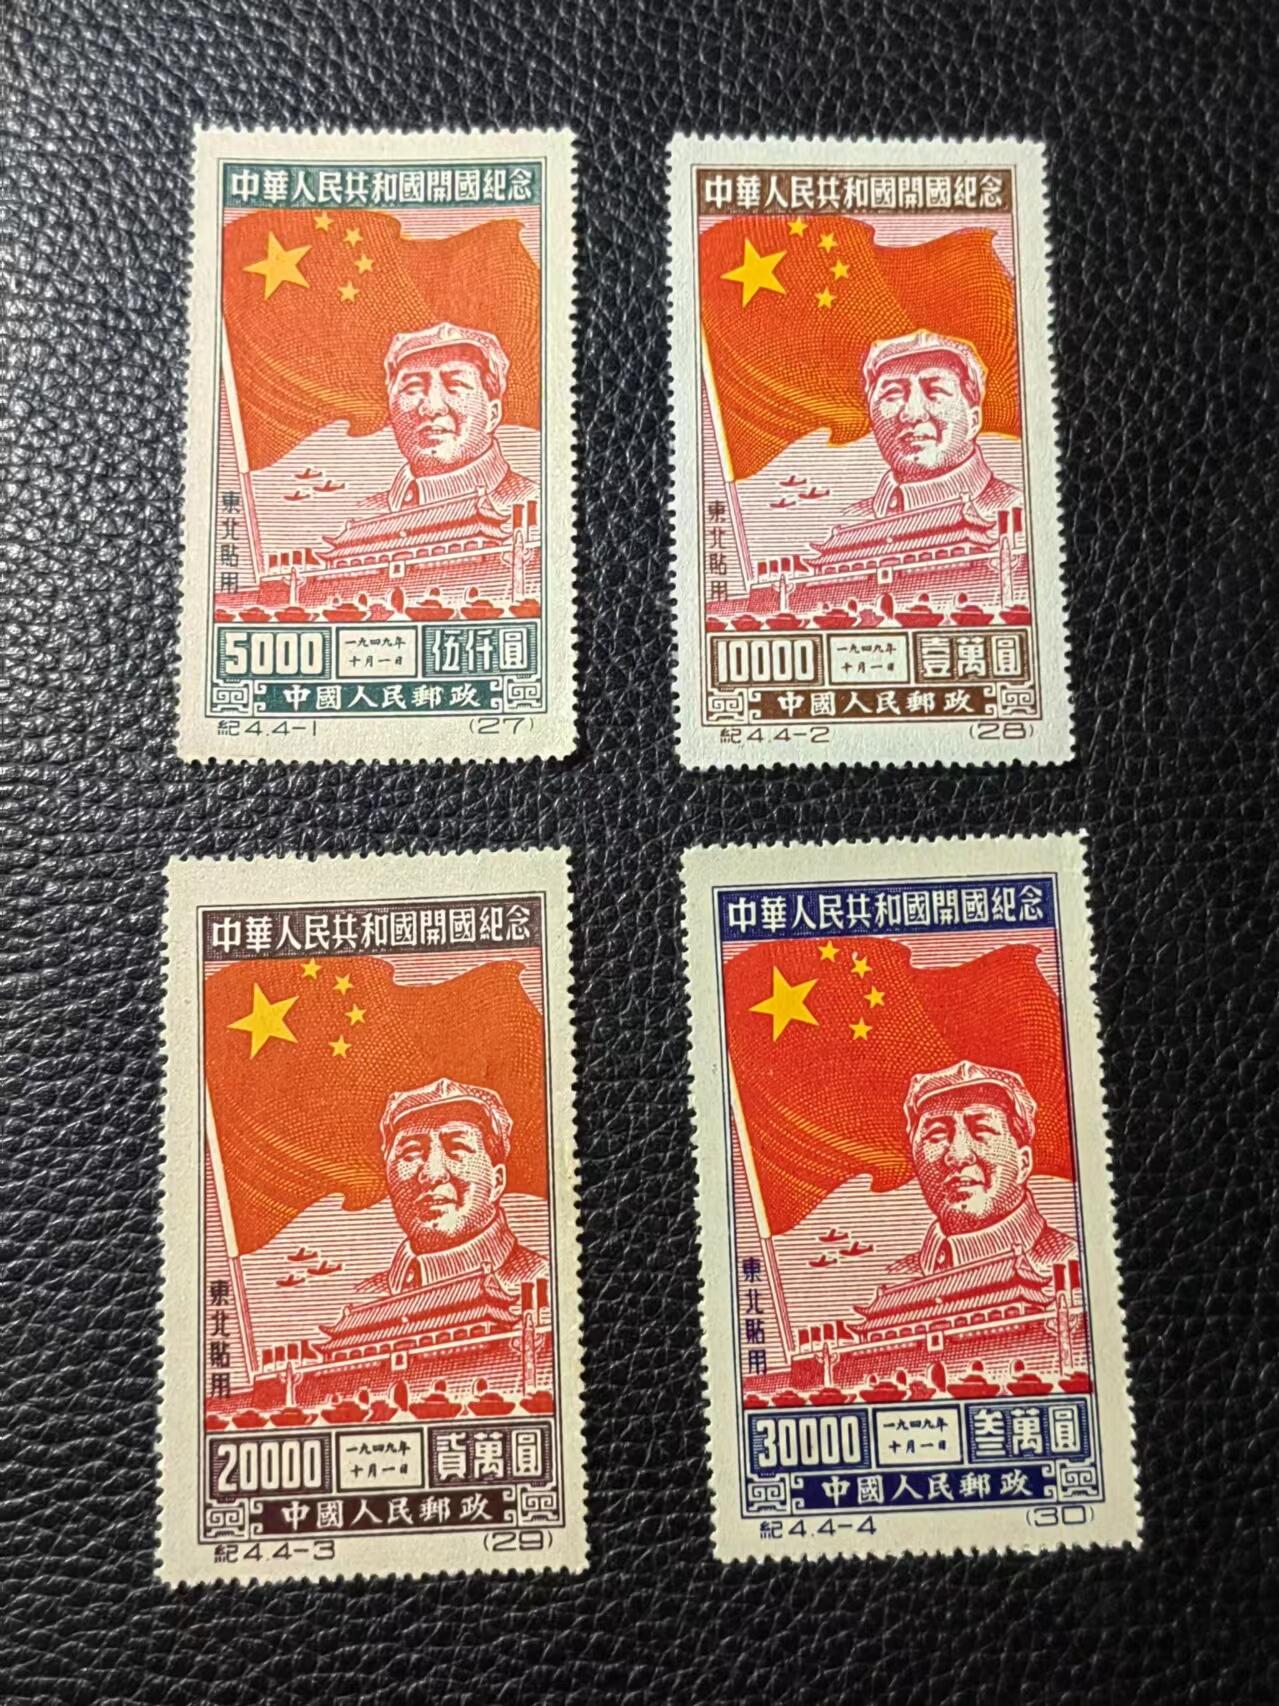 中華人民共和國開國紀念
東北貼用
5000
一九四九年
十月一日
伍仟圓
中國人民郵政
紀4.4-1
(27)
中華人民共和國開國紀念
東北貼用
10000
一九四九年
十月一日
壹萬圓
中國人民郵政
紀4.4-2
(28)
中華人民共和國開國紀念
東北貼用
20000
一九四九年
十月一日
貳萬圓
中國人民郵政
紀4.4-3
(29)
中華人民共和國開國紀念
東北貼用
30000
一九四九年
十月一日
叁萬圓
中國人民郵政
紀4.4-4
(30)